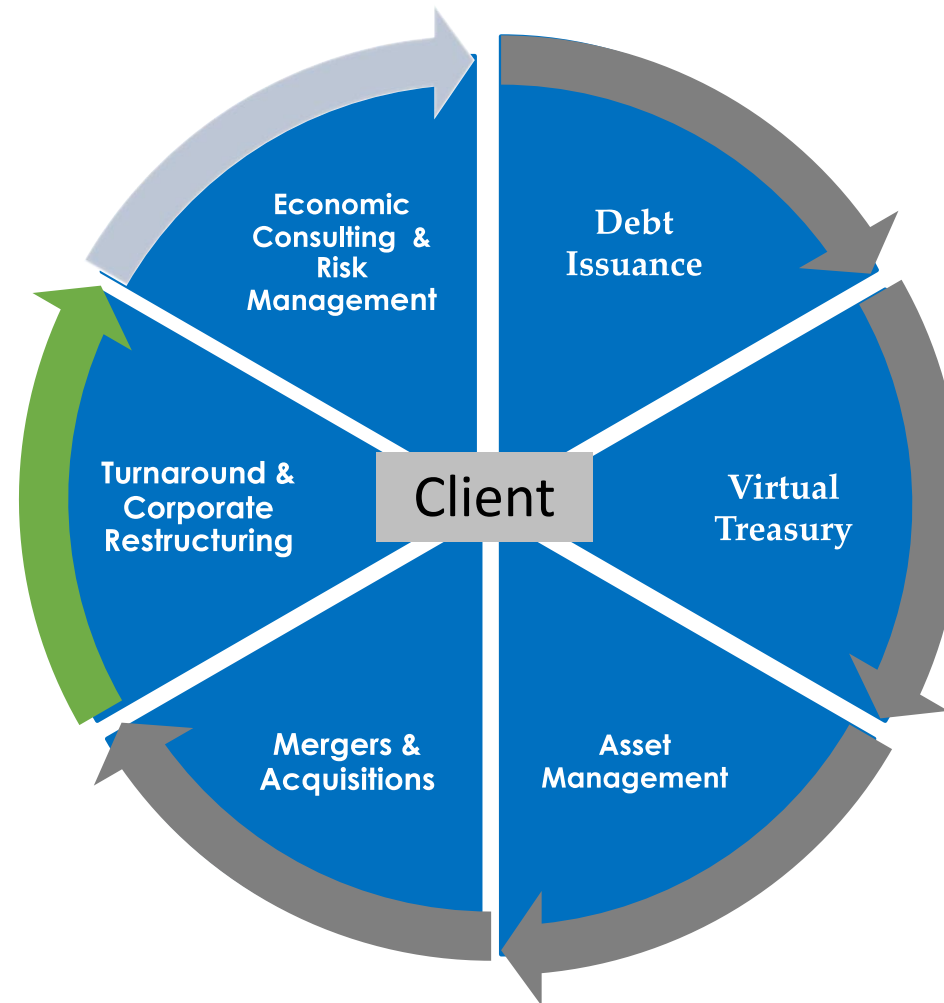 Economic
Consulting &
Risk
Management
Debt
Issuance
Turnaround &
Corporate
Restructuring
Client
Virtual
Treasury
Mergers &
Acquisitions
Asset
Management